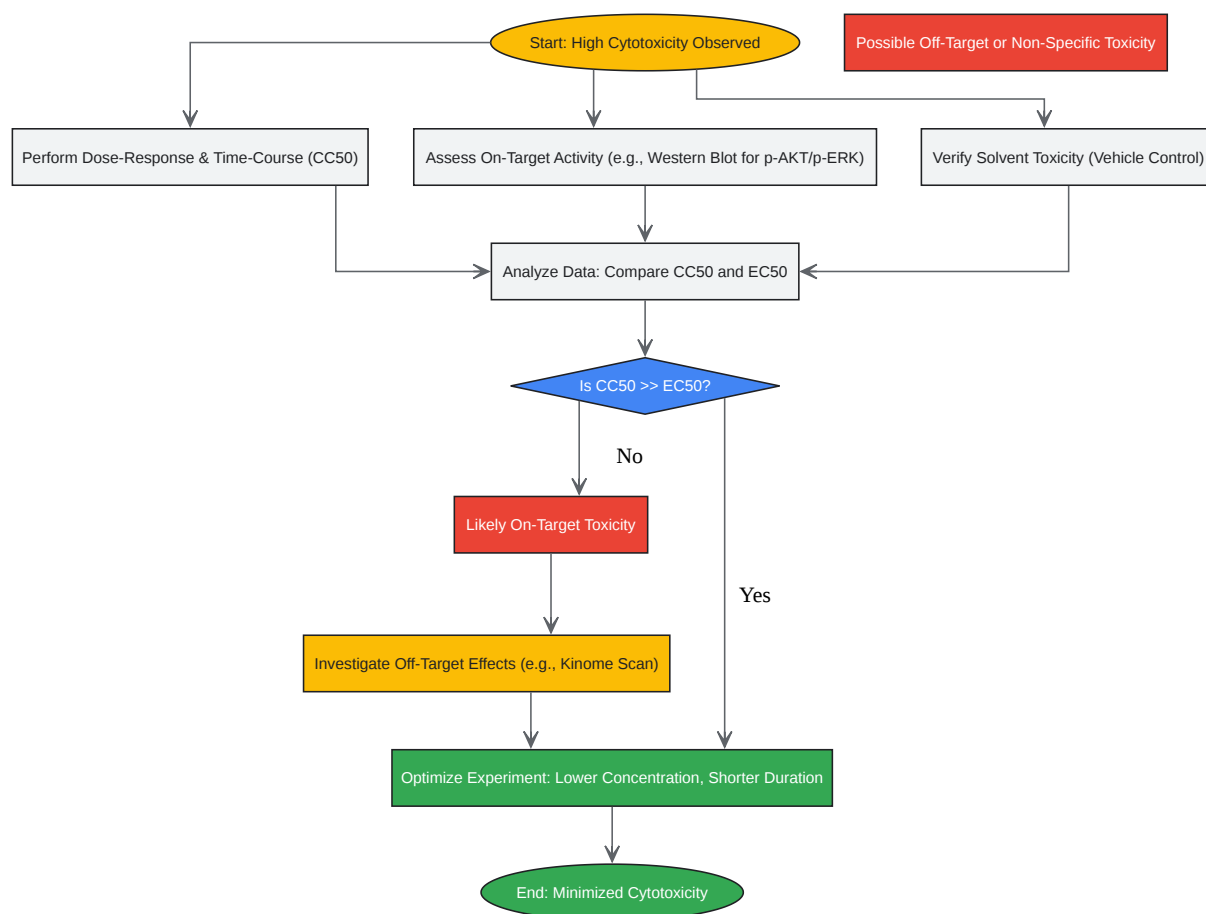 Start: High Cytotoxicity Observed
Possible Off-Target or Non-Specific Toxicity
Perform Dose-Response & Time-Course (CC50)
Assess On-Target Activity (e.g., Western Blot for p-AKT/p-ERK)
Verify Solvent Toxicity (Vehicle Control)
Analyze Data: Compare CC50 and EC50
Is CC50 >> EC50?
No
Likely On-Target Toxicity
Yes
Investigate Off-Target Effects (e.g., Kinome Scan)
Optimize Experiment: Lower Concentration, Shorter Duration
End: Minimized Cytotoxicity